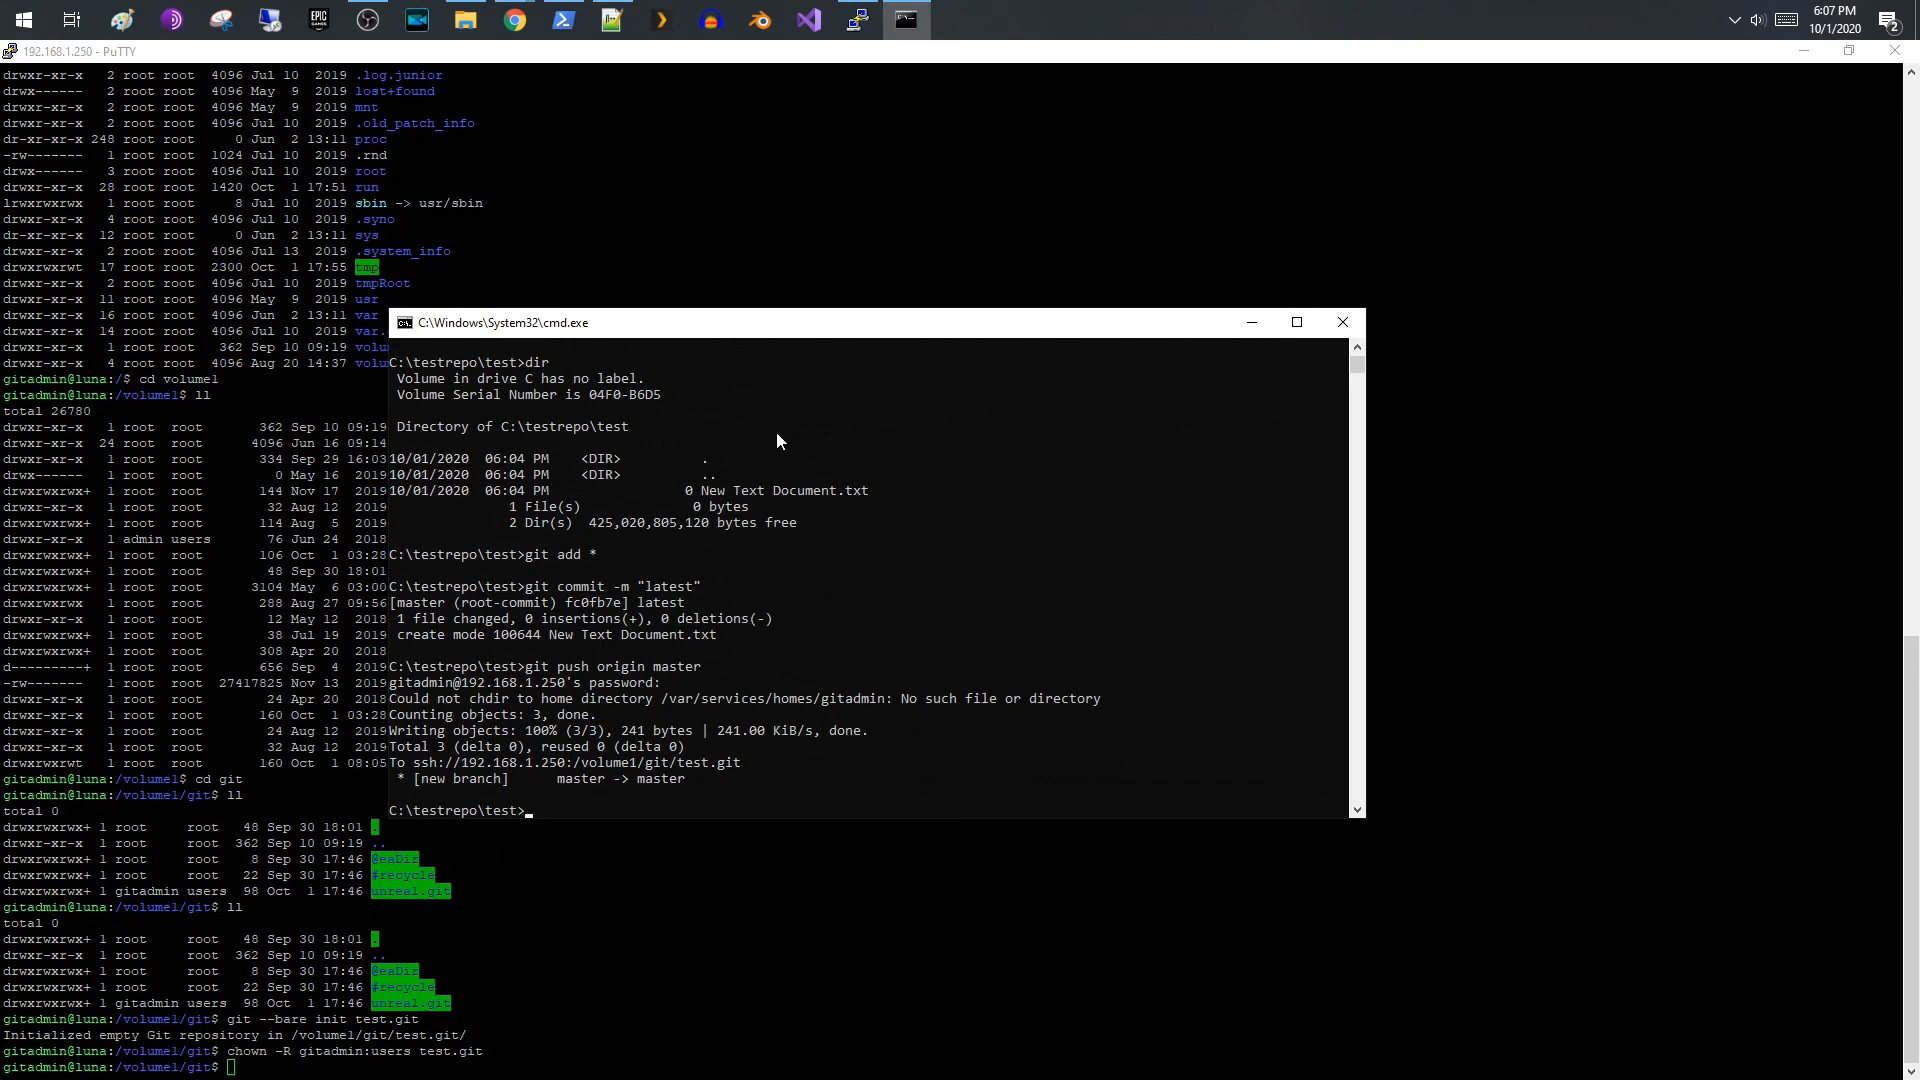 6:07 PM
10/1/2020
2
EPIC
GAMES
192.168.1.250 - PuTTY
drwxr-xr-x   2 root root  4096 Jul 10  2019 .log.junior
drwx------   2 root root  4096 May  9  2019 lost+found
drwxr-xr-x   2 root root  4096 Jul 10  2019 mnt
drwxr-xr-x   2 root root  4096 Jul 10  2019 .old_patch_info
dr-xr-xr-x 248 root root     0 Jun  2 13:11 proc
-rw-------   1 root root  1024 Jul 10  2019 .rnd
drwx------   3 root root  4096 Jul 10  2019 root
drwxr-xr-x  28 root root  1420 Oct  1 17:51 run
lrwxrwxrwx   1 root root     8 Jul 10  2019 sbin -> usr/sbin
drwxr-xr-x   4 root root  4096 Jul 10  2019 .syno
dr-xr-xr-x  12 root root     0 Jun  2 13:11 sys
drwxr-xr-x   2 root root  4096 Jul 13  2019 .system_info
drwxrwxrwt  17 root root  2300 Oct  1 17:55 tmp
drwxr-xr-x   2 root root  4096 Jul 10  2019 tmpRoot
drwxr-xr-x  11 root root  4096 May  9  2019 usr
drwxr-xr-x  16 root root  4096 Jun  2 13:11 var
drwxr-xr-x  14 root root  4096 Jul 10  2019 var.
drwxr-xr-x   1 root root   362 Sep 10 09:19 volu
drwxr-xr-x   4 root root  4096 Aug 20 14:37 volu
gitadmin@luna:/$ cd volume1
gitadmin@luna:/volume1$ ll
total 26780
drwxr-xr-x   1 root  root       362 Sep 10 09:19
drwxr-xr-x  24 root  root      4096 Jun 16 09:14
drwxr-xr-x   1 root  root       334 Sep 29 16:03
drwx------   1 root  root         0 May 16  2019
drwxrwxrwx+  1 root  root       144 Nov 17  2019
drwxr-xr-x   1 root  root        32 Aug 12  2019
drwxrwxrwx+  1 root  root       114 Aug  5  2019
drwxr-xr-x   1 admin users       76 Jun 24  2018
drwxrwxrwx+  1 root  root       106 Oct  1 03:28
drwxrwxrwx+  1 root  root        48 Sep 30 18:01
drwxrwxrwx+  1 root  root      3104 May  6 03:00
drwxrwxrwx   1 root  root       288 Aug 27 09:56
drwxr-xr-x   1 root  root        12 May 12  2018
drwxrwxrwx+  1 root  root        38 Jul 19  2019
drwxrwxrwx+  1 root  root       308 Apr 20  2018
d---------+  1 root  root       656 Sep  4  2019
-rw-------   1 root  root  27417825 Nov 13  2019
drwxr-xr-x   1 root  root        24 Apr 20  2018
drwxr-xr-x   1 root  root       160 Oct  1 03:28
drwxr-xr-x   1 root  root        24 Aug 12  2019
drwxr-xr-x   1 root  root        32 Aug 12  2019
drwxrwxrwt   1 root  root       160 Oct  1 08:05
gitadmin@luna:/volume1$ cd git
gitadmin@luna:/volume1/git$ ll
total 0
drwxrwxrwx+ 1 root     root   48 Sep 30 18:01 .
drwxr-xr-x  1 root     root  362 Sep 10 09:19 ..
drwxrwxrwx+ 1 root     root    8 Sep 30 17:46 @eaDir
drwxrwxrwx+ 1 root     root   22 Sep 30 17:46 #recycle
drwxrwxrwx+ 1 gitadmin users  98 Oct  1 17:46 unreal.git
gitadmin@luna:/volume1/git$ ll
total 0
drwxrwxrwx+ 1 root     root   48 Sep 30 18:01 .
drwxr-xr-x  1 root     root  362 Sep 10 09:19 ..
drwxrwxrwx+ 1 root     root    8 Sep 30 17:46 @eaDir
drwxrwxrwx+ 1 root     root   22 Sep 30 17:46 #recycle
drwxrwxrwx+ 1 gitadmin users  98 Oct  1 17:46 unreal.git
gitadmin@luna:/volume1/git$ git --bare init test.git
Initialized empty Git repository in /volume1/git/test.git/
gitadmin@luna:/volume1/git$ chown -R gitadmin:users test.git
gitadmin@luna:/volume1/git$
C:\Windows\System32\cmd.exe
C:\testrepo\test>dir
Volume in drive C has no label.
Volume Serial Number is 04F0-B6D5
Directory of C:\testrepo\test
10/01/2020  06:04 PM    <DIR>          .
10/01/2020  06:04 PM    <DIR>          ..
10/01/2020  06:04 PM                 0 New Text Document.txt
1 File(s)              0 bytes
2 Dir(s)  425,020,805,120 bytes free
C:\testrepo\test>git add *
C:\testrepo\test>git commit -m "latest"
[master (root-commit) fc0fb7e] latest
1 file changed, 0 insertions(+), 0 deletions(-)
create mode 100644 New Text Document.txt
C:\testrepo\test>git push origin master
gitadmin@192.168.1.250's password:
Could not chdir to home directory /var/services/homes/gitadmin: No such file or directory
Counting objects: 3, done.
Writing objects: 100% (3/3), 241 bytes | 241.00 KiB/s, done.
Total 3 (delta 0), reused 0 (delta 0)
To ssh://192.168.1.250:/volume1/git/test.git
* [new branch]      master -> master
C:\testrepo\test>